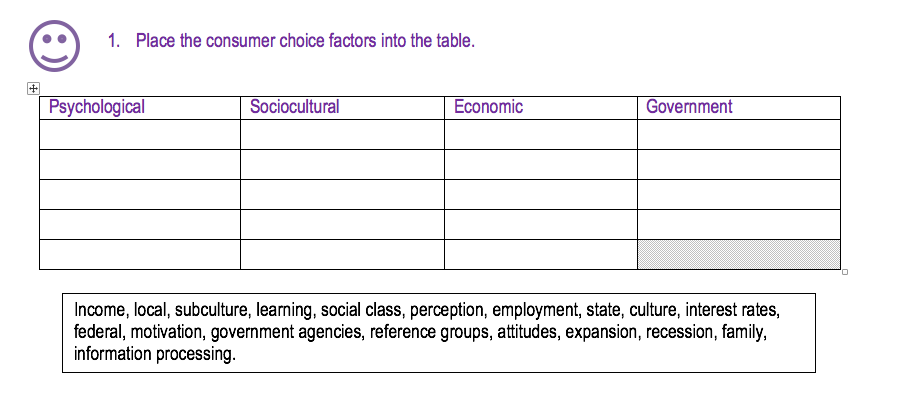 1. Place the consumer choice factors into the table.
Psychological Sociocultural Economic Government
Income, local, subculture, learning, social class, perception, employment, state, culture, interest rates,
federal, motivation, government agencies, reference groups, attitudes, expansion, recession, family,
information processing.